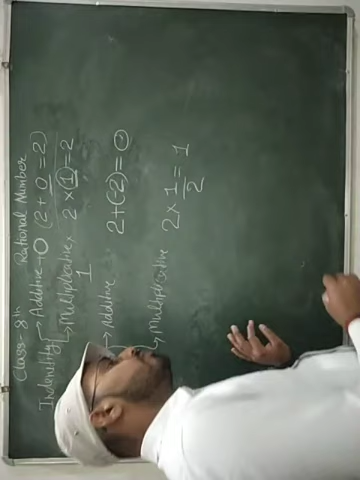 Class-8th Rational Number
Indentity → Additive → 0 (2 + 0 = 2)
↳ Multiplicative, 2 × 1 = 2
1
→ Additive 2 + (-2) = 0
↳ Multiplicative 2 × 1/2 = 1